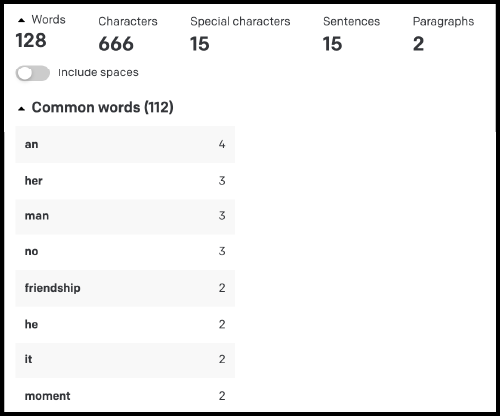 ▲ Words Characters Special characters Sentences Paragraphs
128 666 15 15 2
Include spaces
▲ Common words (112)
an 4
her 3
man 3
no 3
friendship 2
he 2
it 2
moment 2